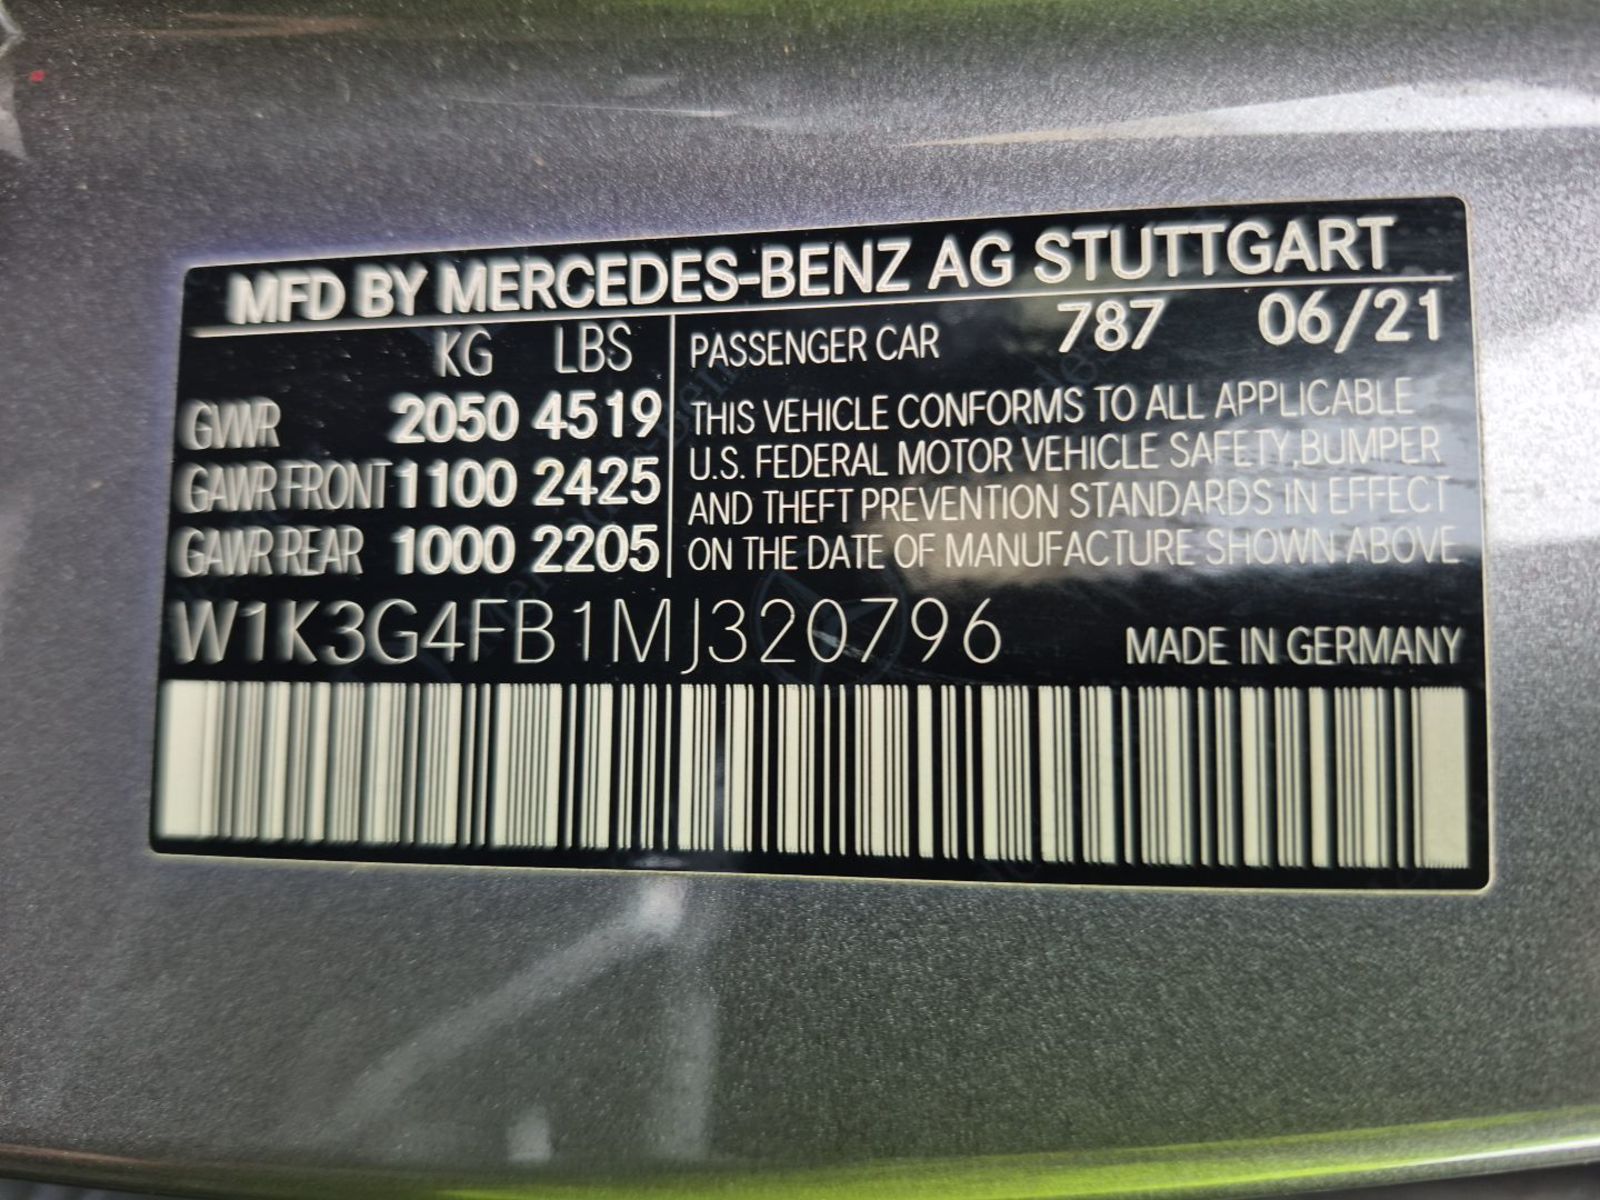 MFD BY MERCEDES-BENZ AG STUTTGART
KG LBS
GVWR 2050 4519
GAWR FRONT 1100 2425
GAWR REAR 1000 2205
PASSENGER CAR 787 06/21
THIS VEHICLE CONFORMS TO ALL APPLICABLE
U.S. FEDERAL MOTOR VEHICLE SAFETY,BUMPER
AND THEFT PREVENTION STANDARDS IN EFFECT
ON THE DATE OF MANUFACTURE SHOWN ABOVE
W1K3G4FB1MJ320796 MADE IN GERMANY